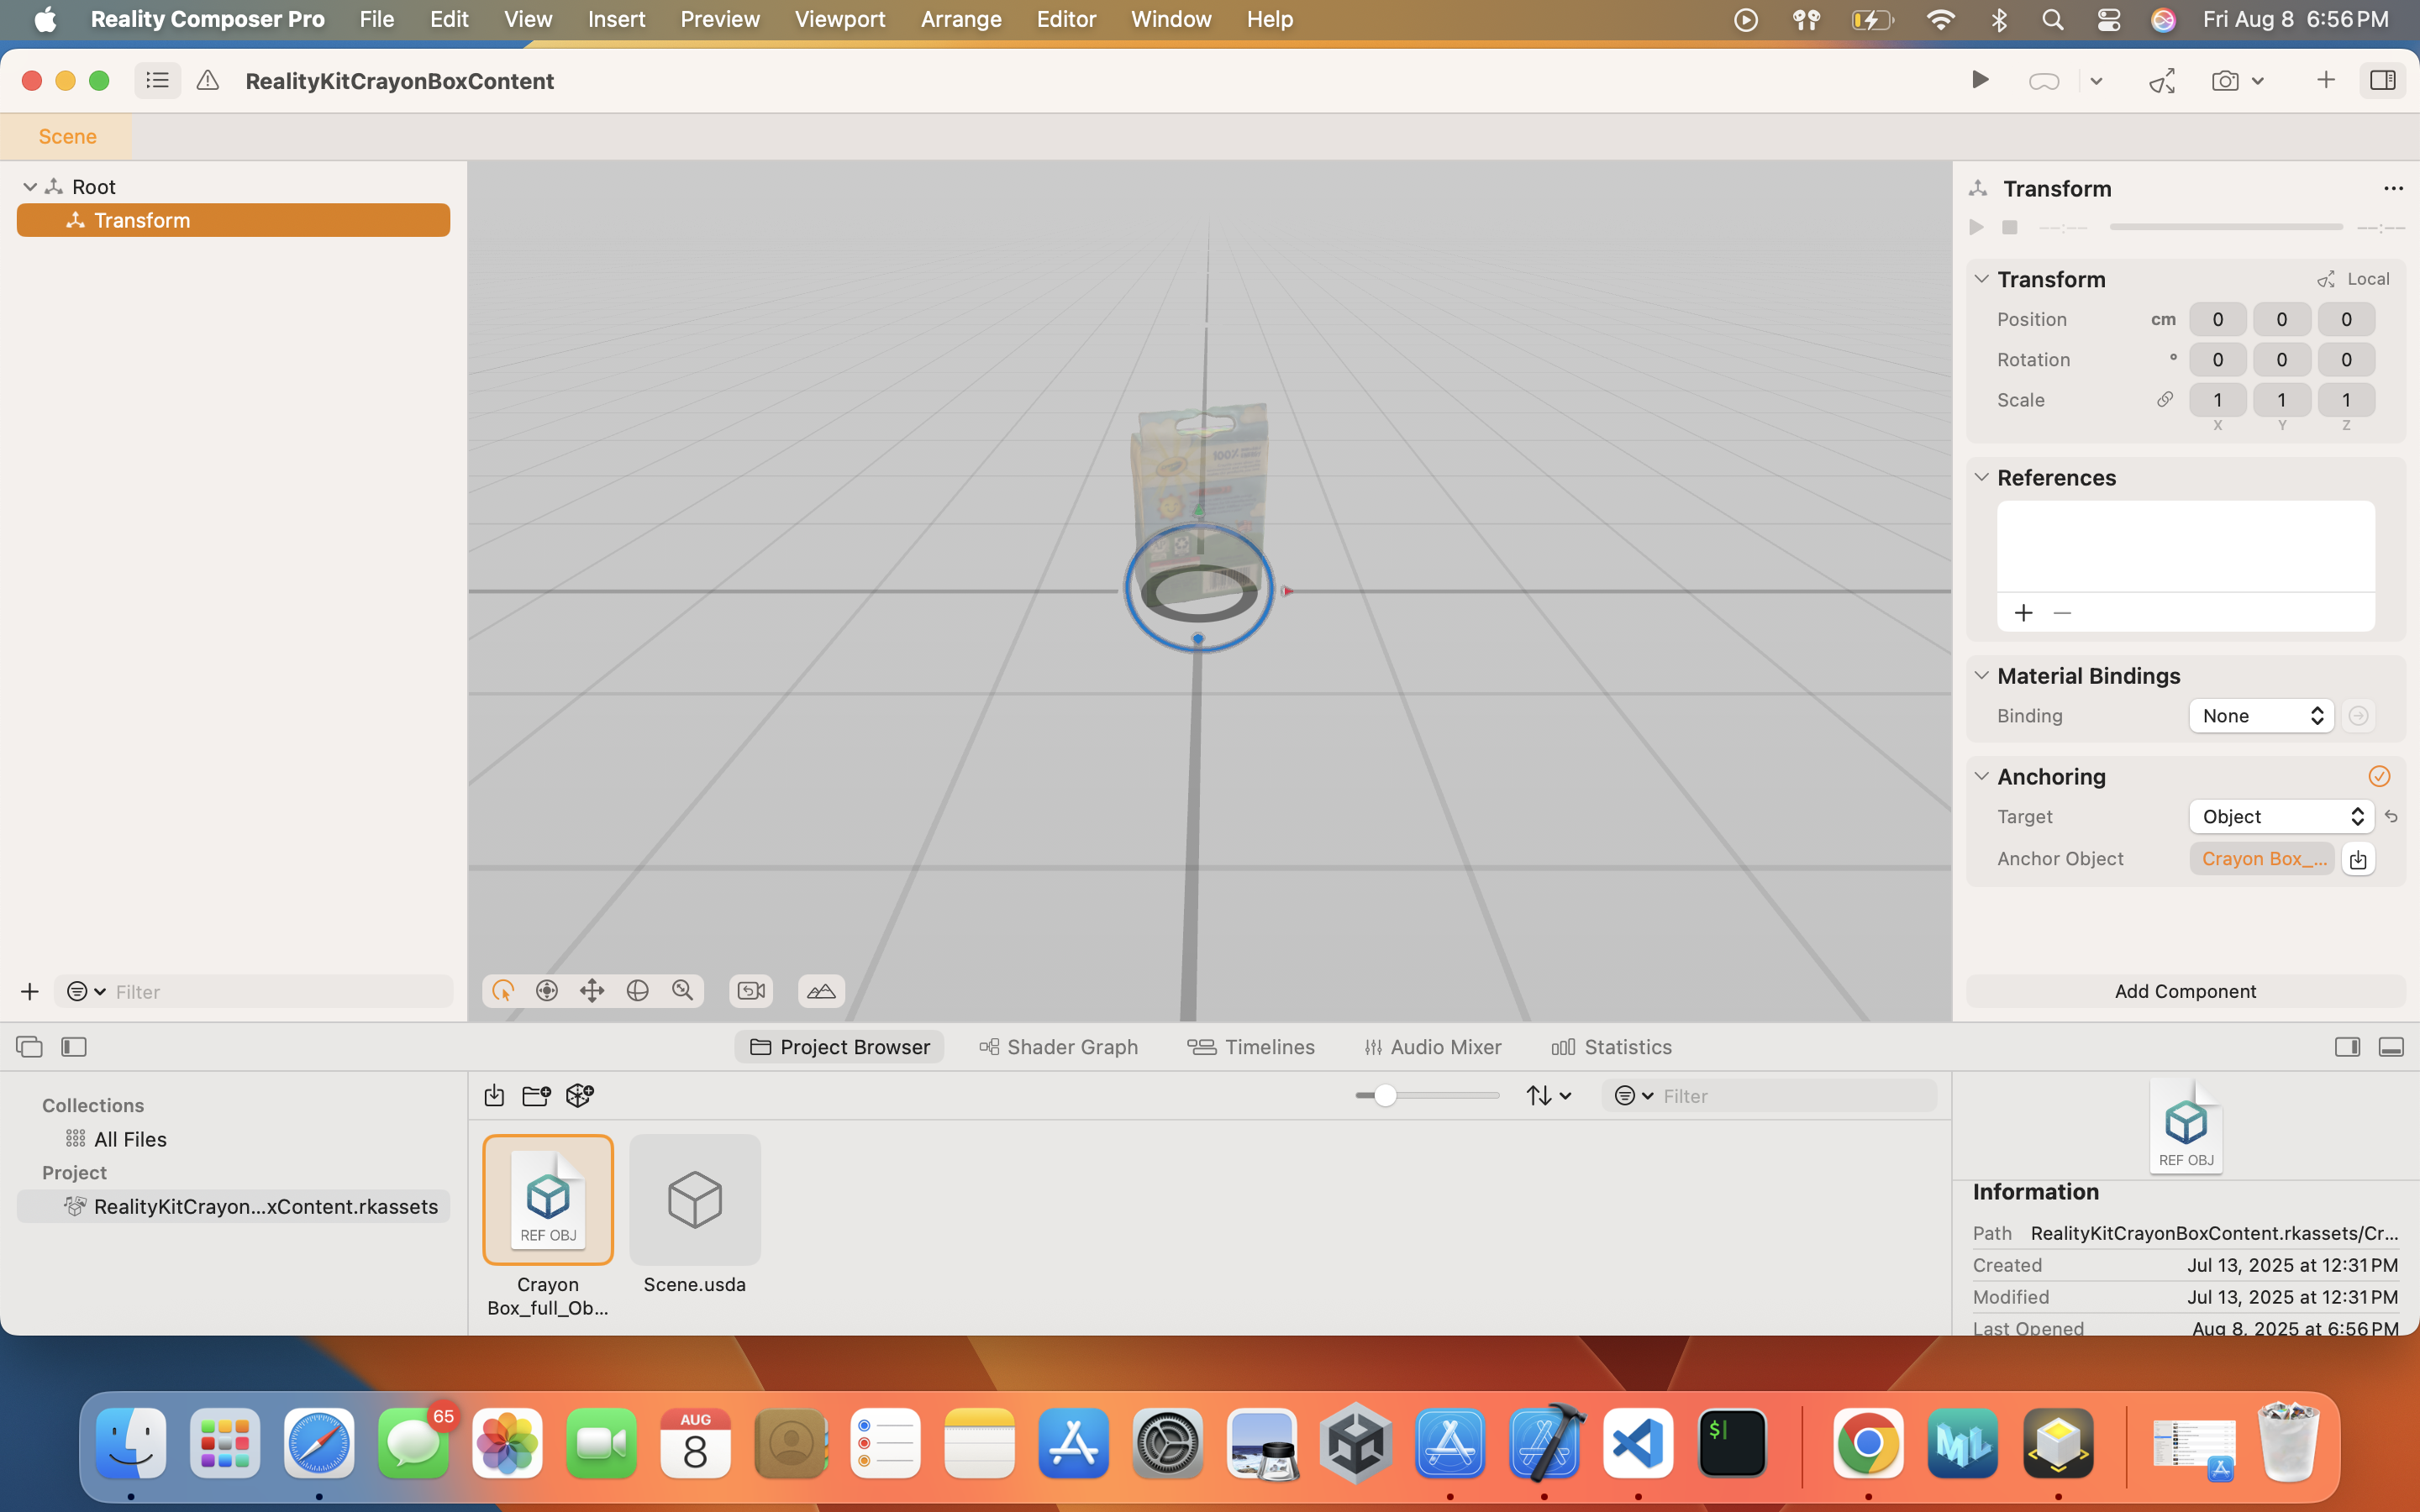 Reality Composer Pro File Edit View Insert Preview Viewport Arrange Editor Window Help Fri Aug 8 6:56 PM
RealityKitCrayonBoxContent
Scene
Root
Transform
Filter
Transform
--:-- --:--
Transform Local
Position cm 0 0 0
Rotation ° 0 0 0
Scale 1 1 1
X Y Z
References
Material Bindings
Binding None
Anchoring
Target Object
Anchor Object Crayon Box_...
Add Component
Project Browser Shader Graph Timelines Audio Mixer Statistics
Collections
All Files
Project
RealityKitCrayon...xContent.rkassets
Filter
REF OBJ
Crayon
Box_full_Ob...
Scene.usda
REF OBJ
Information
Path RealityKitCrayonBoxContent.rkassets/Cr...
Created Jul 13, 2025 at 12:31 PM
Modified Jul 13, 2025 at 12:31 PM
Last Opened Aug 8, 2025 at 6:56 PM
65
AUG
8
$
ML